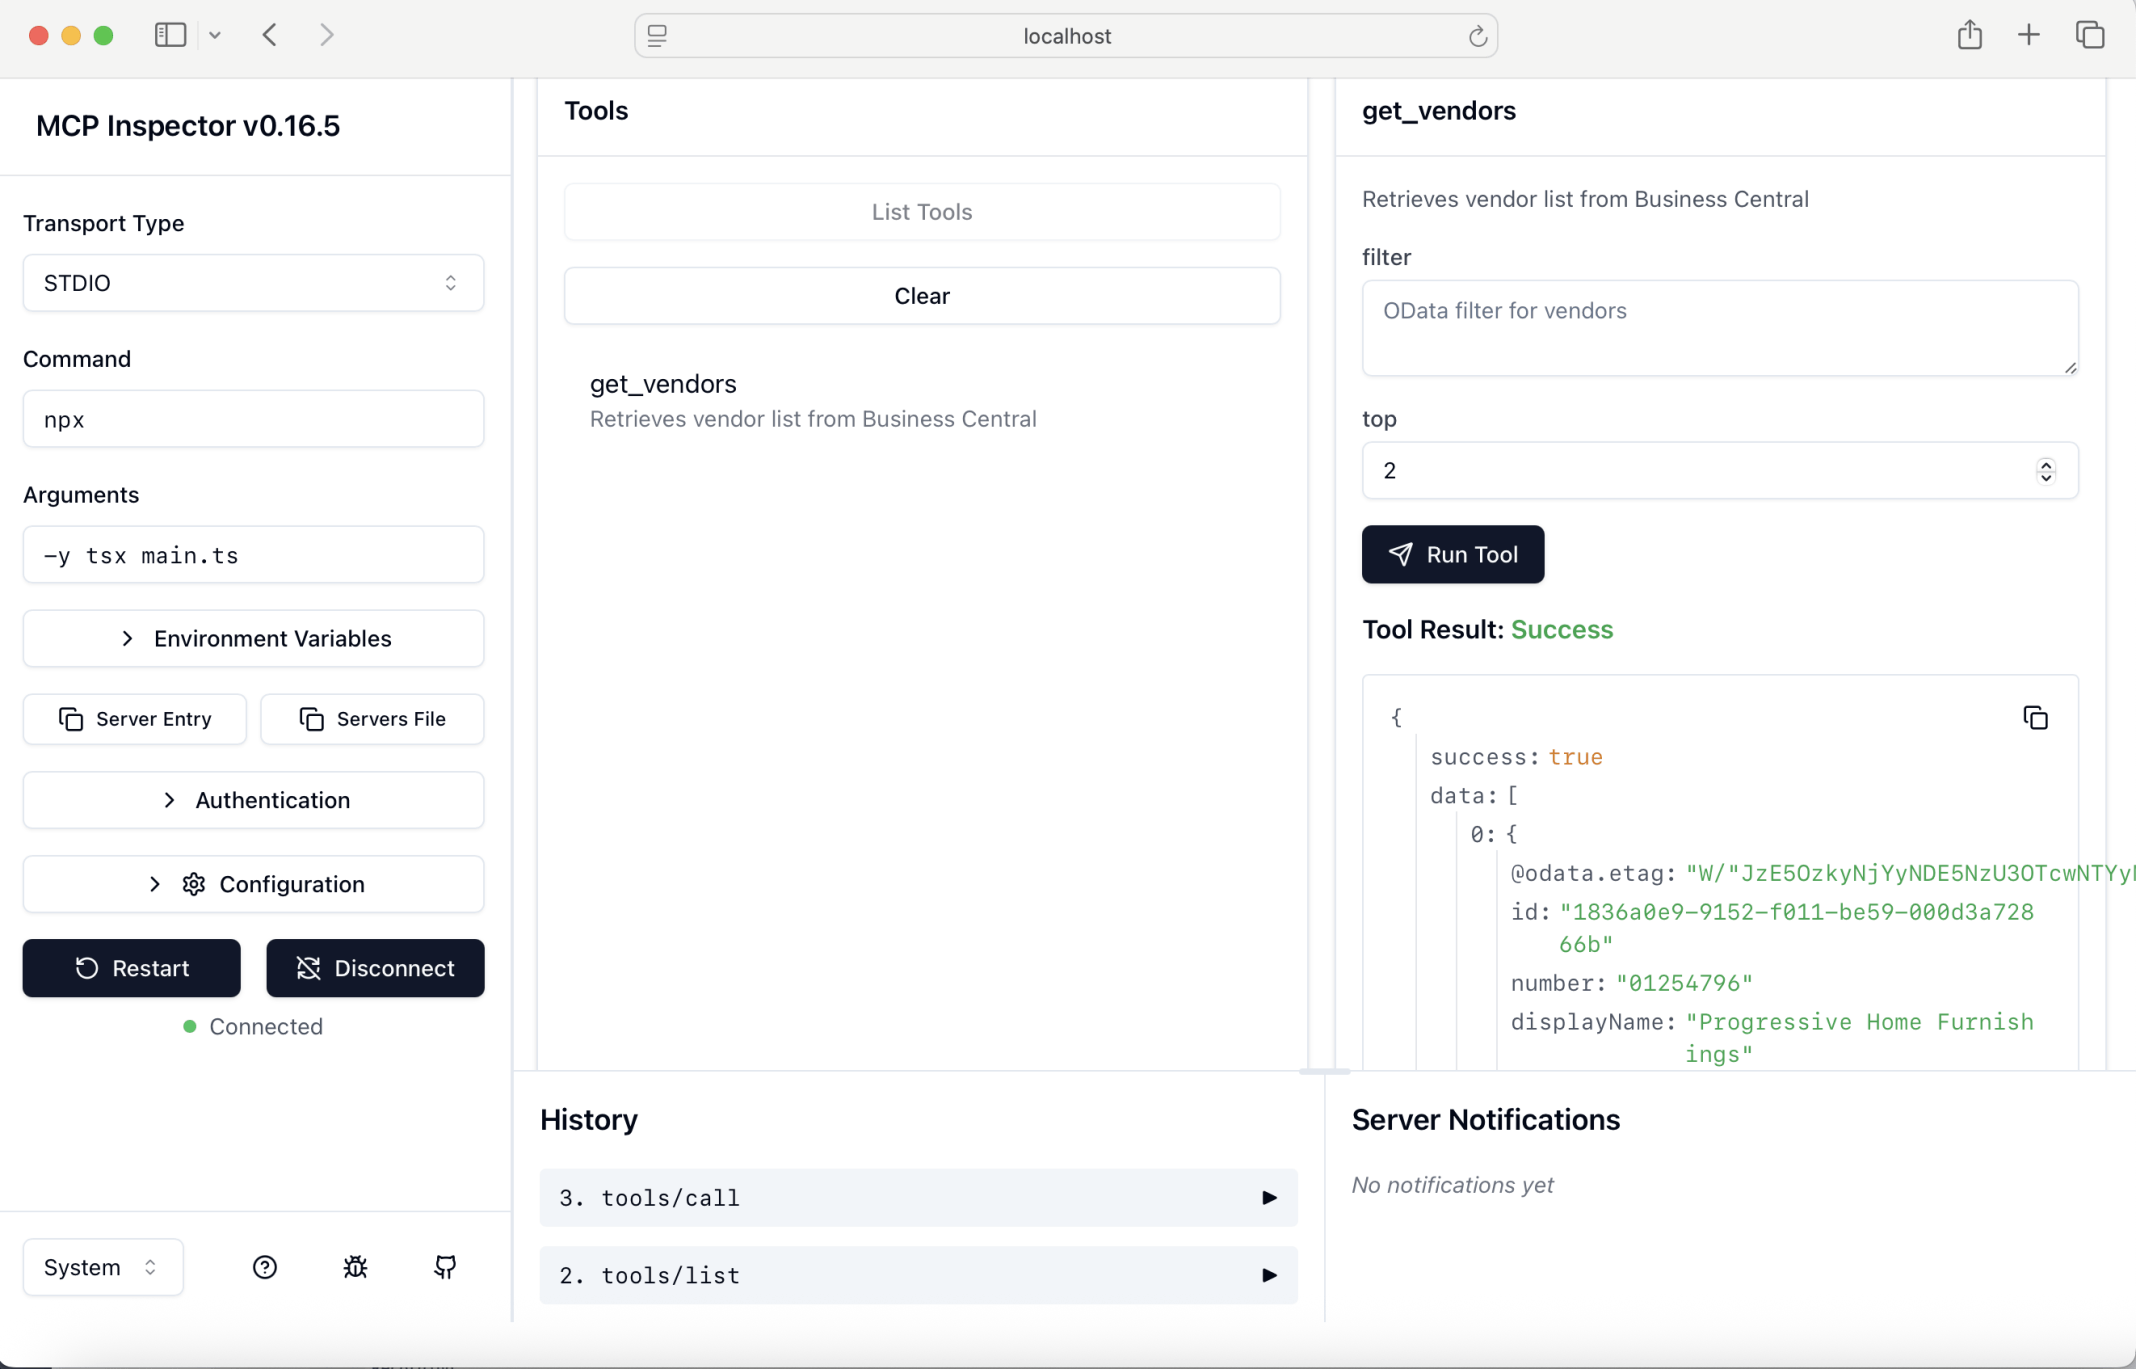 localhost
MCP Inspector v0.16.5
Transport Type
STDIO
Command
npx
Arguments
-y tsx main.ts
Environment Variables
Server Entry
Servers File
Authentication
Configuration
Restart
Disconnect
Connected
System
Tools
List Tools
Clear
get_vendors
Retrieves vendor list from Business Central
get_vendors
Retrieves vendor list from Business Central
filter
OData filter for vendors
top
2
Run Tool
Tool Result: Success
{
success: true
data: [
0: {
@odata.etag: "W/"JzE5OzkyNjYyNDE5NzU3OTcwNTYy
id: "1836a0e9-9152-f011-be59-000d3a728
66b"
number: "01254796"
displayName: "Progressive Home Furnish
ings"
History
3. tools/call
2. tools/list
Server Notifications
No notifications yet